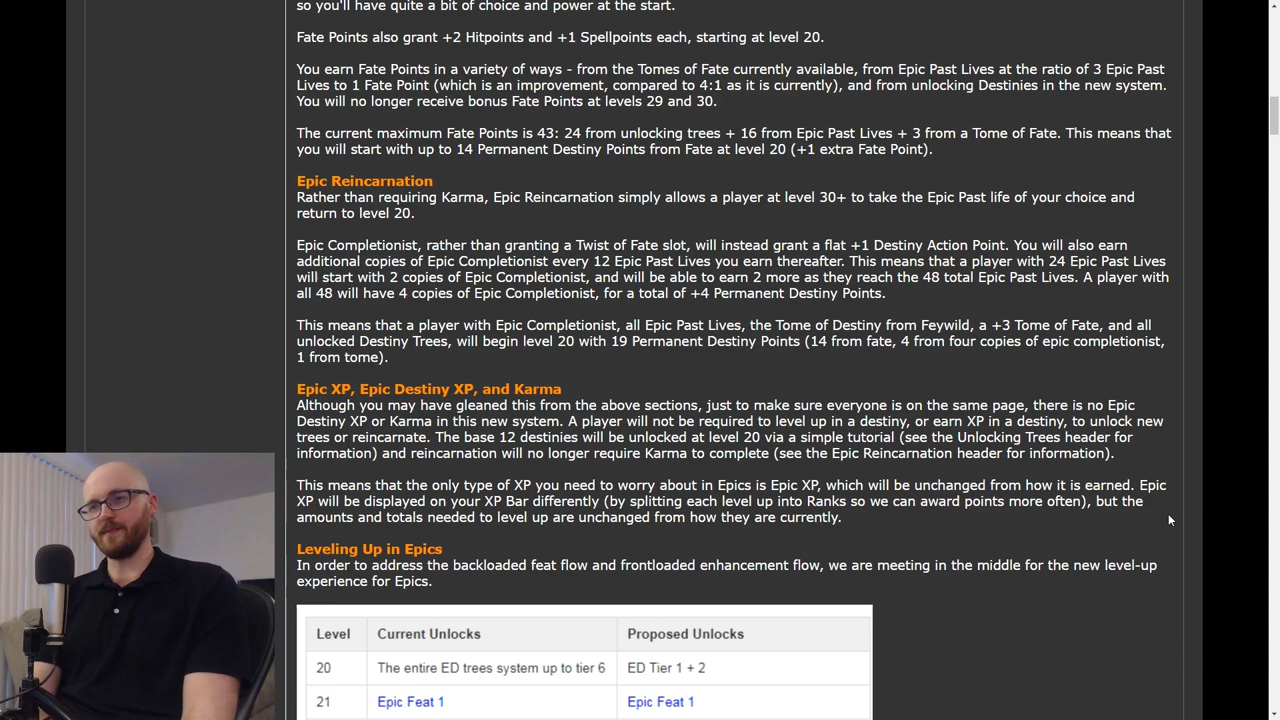 so you'll have quite a bit of choice and power at the start.
Fate Points also grant +2 Hitpoints and +1 Spellpoints each, starting at level 20.
You earn Fate Points in a variety of ways - from the Tomes of Fate currently available, from Epic Past Lives at the ratio of 3 Epic Past
Lives to 1 Fate Point (which is an improvement, compared to 4:1 as it is currently), and from unlocking Destinies in the new system.
You will no longer receive bonus Fate Points at levels 29 and 30.
The current maximum Fate Points is 43: 24 from unlocking trees + 16 from Epic Past Lives + 3 from a Tome of Fate. This means that
you will start with up to 14 Permanent Destiny Points from Fate at level 20 (+1 extra Fate Point).
Epic Reincarnation
Rather than requiring Karma, Epic Reincarnation simply allows a player at level 30+ to take the Epic Past life of your choice and
return to level 20.
Epic Completionist, rather than granting a Twist of Fate slot, will instead grant a flat +1 Destiny Action Point. You will also earn
additional copies of Epic Completionist every 12 Epic Past Lives you earn thereafter. This means that a player with 24 Epic Past Lives
will start with 2 copies of Epic Completionist, and will be able to earn 2 more as they reach the 48 total Epic Past Lives. A player with
all 48 will have 4 copies of Epic Completionist, for a total of +4 Permanent Destiny Points.
This means that a player with Epic Completionist, all Epic Past Lives, the Tome of Destiny from Feywild, a +3 Tome of Fate, and all
unlocked Destiny Trees, will begin level 20 with 19 Permanent Destiny Points (14 from fate, 4 from four copies of epic completionist,
1 from tome).
Epic XP, Epic Destiny XP, and Karma
Although you may have gleaned this from the above sections, just to make sure everyone is on the same page, there is no Epic
Destiny XP or Karma in this new system. A player will not be required to level up in a destiny, or earn XP in a destiny, to unlock new
trees or reincarnate. The base 12 destinies will be unlocked at level 20 via a simple tutorial (see the Unlocking Trees header for
information) and reincarnation will no longer require Karma to complete (see the Epic Reincarnation header for information).
This means that the only type of XP you need to worry about in Epics is Epic XP, which will be unchanged from how it is earned. Epic
XP will be displayed on your XP Bar differently (by splitting each level up into Ranks so we can award points more often), but the
amounts and totals needed to level up are unchanged from how they are currently.
Leveling Up in Epics
In order to address the backloaded feat flow and frontloaded enhancement flow, we are meeting in the middle for the new level-up
experience for Epics.
Level Current Unlocks Proposed Unlocks
20 The entire ED trees system up to tier 6 ED Tier 1 + 2
21 Epic Feat 1 Epic Feat 1